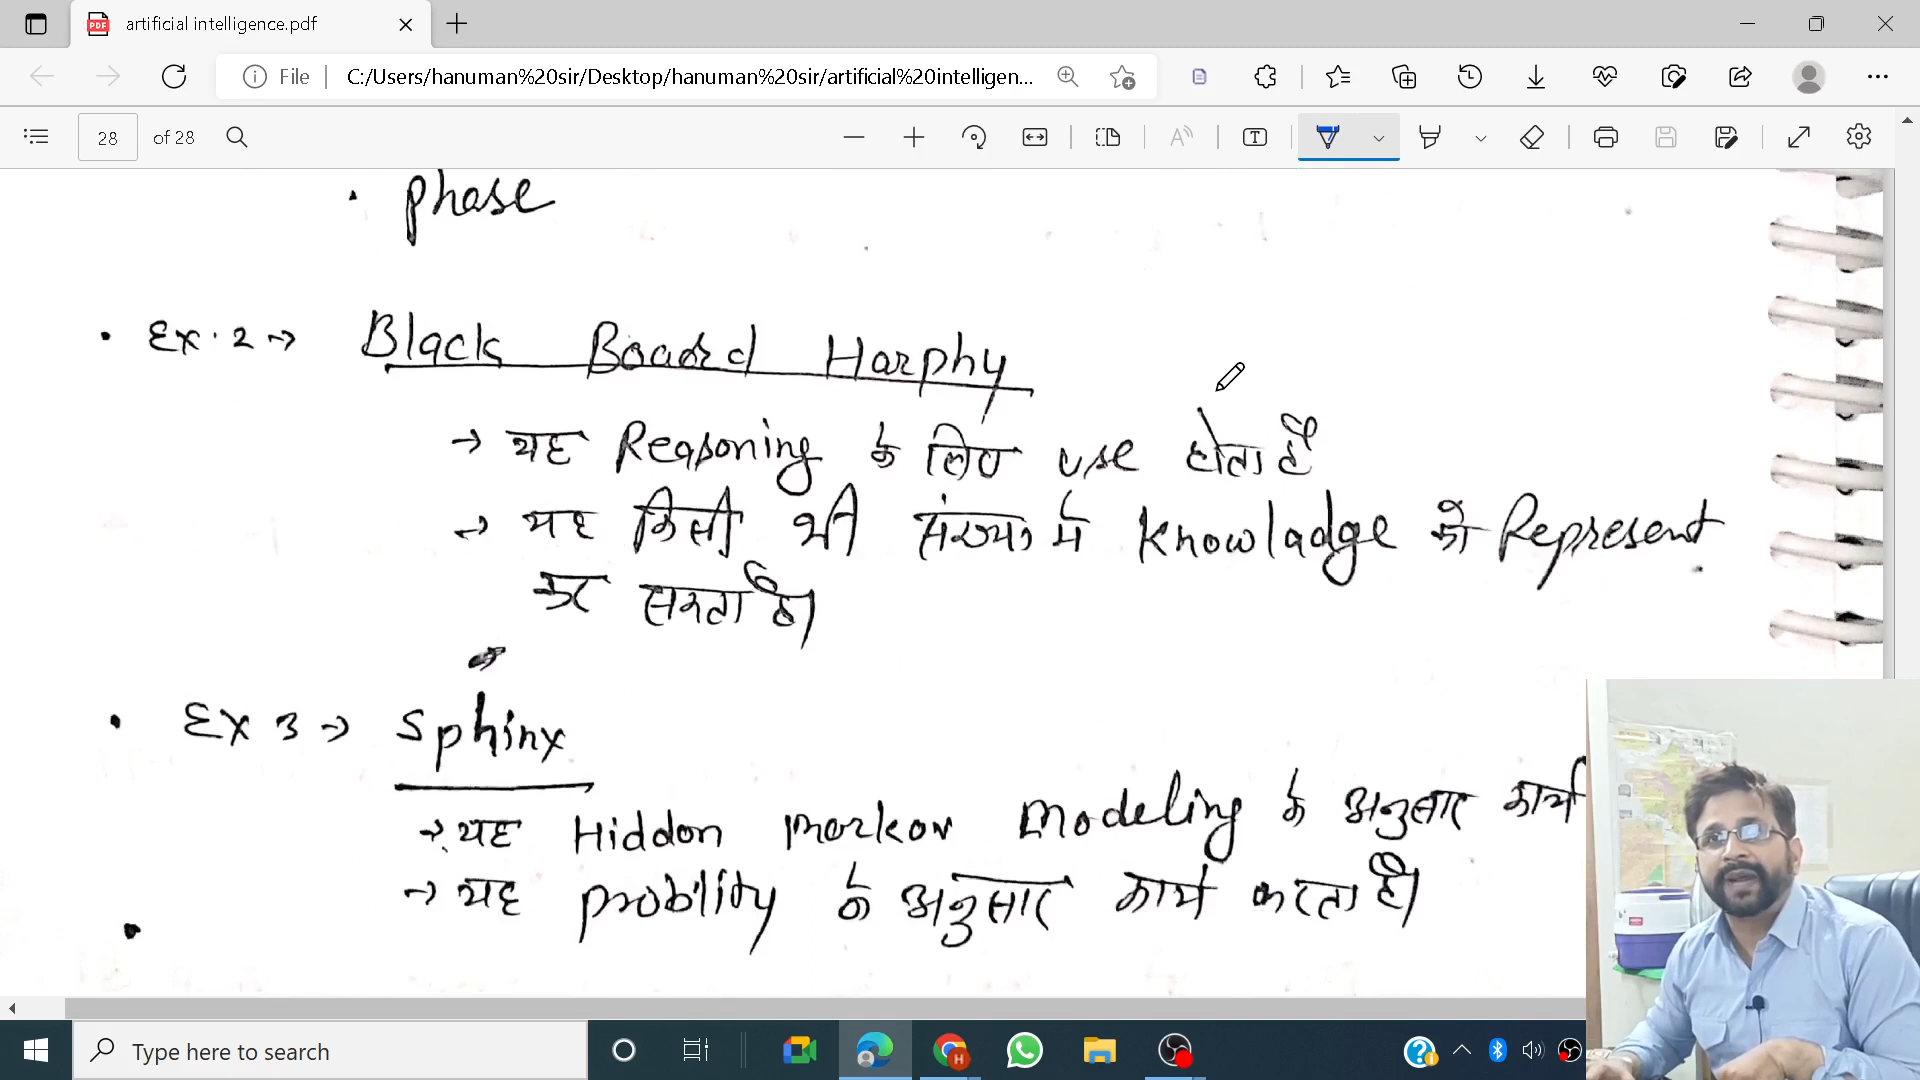 artificial intelligence.pdf
File
C:/Users/hanuman%20sir/Desktop/hanuman%20sir/artificial%20intelligen...
28 of 28
• phase
• Ex.2 → Black Boaord Harphy
→ यह Reasoning के लिए use होता है
→ यह किसी भी संख्या में Knowladge को Represent
कर सकता है।
• Ex 3 → Sphinx
→ यह Hiddon markov Modeling के अनुसार कार्य
→ यह probility के अनुसार कार्य करता है।
Type here to search